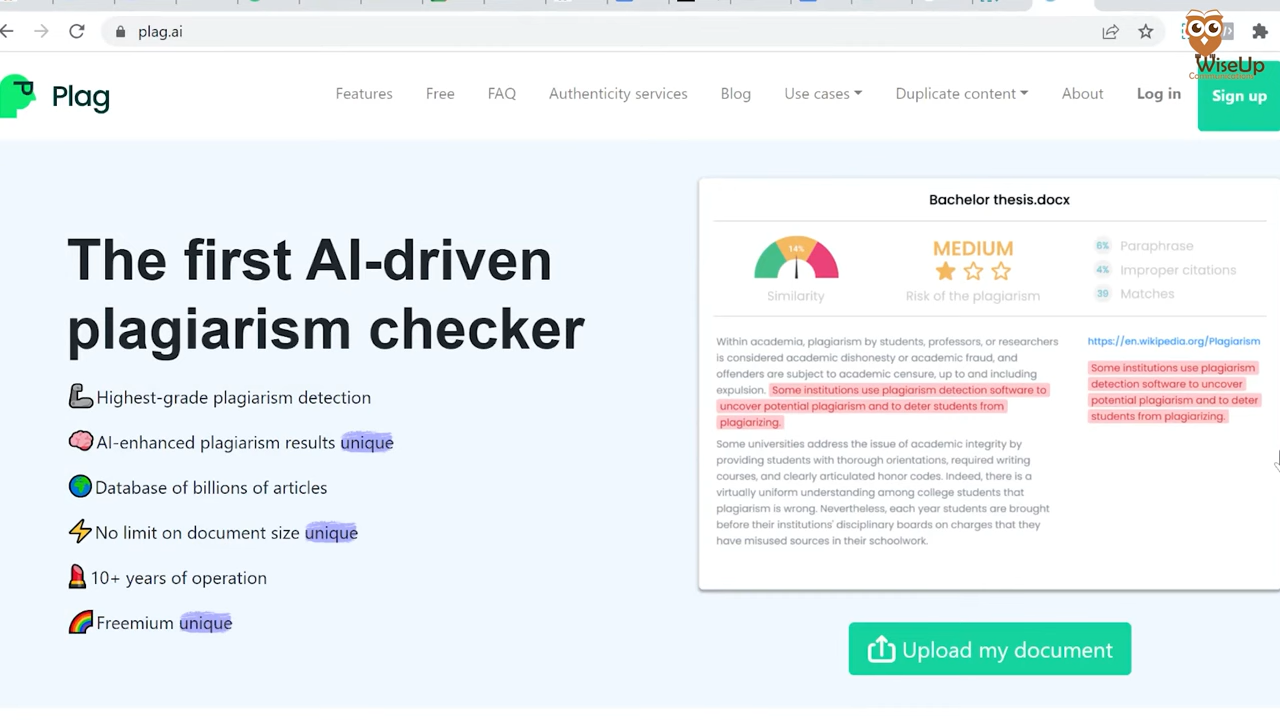 plag.ai
WiseUp
Communications
Plag
Features Free FAQ Authenticity services Blog Use cases Duplicate content About Log in Sign up
The first AI-driven
plagiarism checker
Highest-grade plagiarism detection
AI-enhanced plagiarism results unique
Database of billions of articles
No limit on document size unique
10+ years of operation
Freemium unique
Bachelor thesis.docx
14%
Similarity
MEDIUM
Risk of the plagiarism
6% Paraphrase
4% Improper citations
39 Matches
Within academia, plagiarism by students, professors, or researchers
is considered academic dishonesty or academic fraud, and
offenders are subject to academic censure, up to and including
expulsion. Some institutions use plagiarism detection software to
uncover potential plagiarism and to deter students from
plagiarizing.
Some universities address the issue of academic integrity by
providing students with thorough orientations, required writing
courses, and clearly articulated honor codes. Indeed, there is a
virtually uniform understanding among college students that
plagiarism is wrong. Nevertheless, each year students are brought
before their institutions' disciplinary boards on charges that they
have misused sources in their schoolwork.
https://en.wikipedia.org/Plagiarism
Some institutions use plagiarism
detection software to uncover
potential plagiarism and to deter
students from plagiarizing.
Upload my document